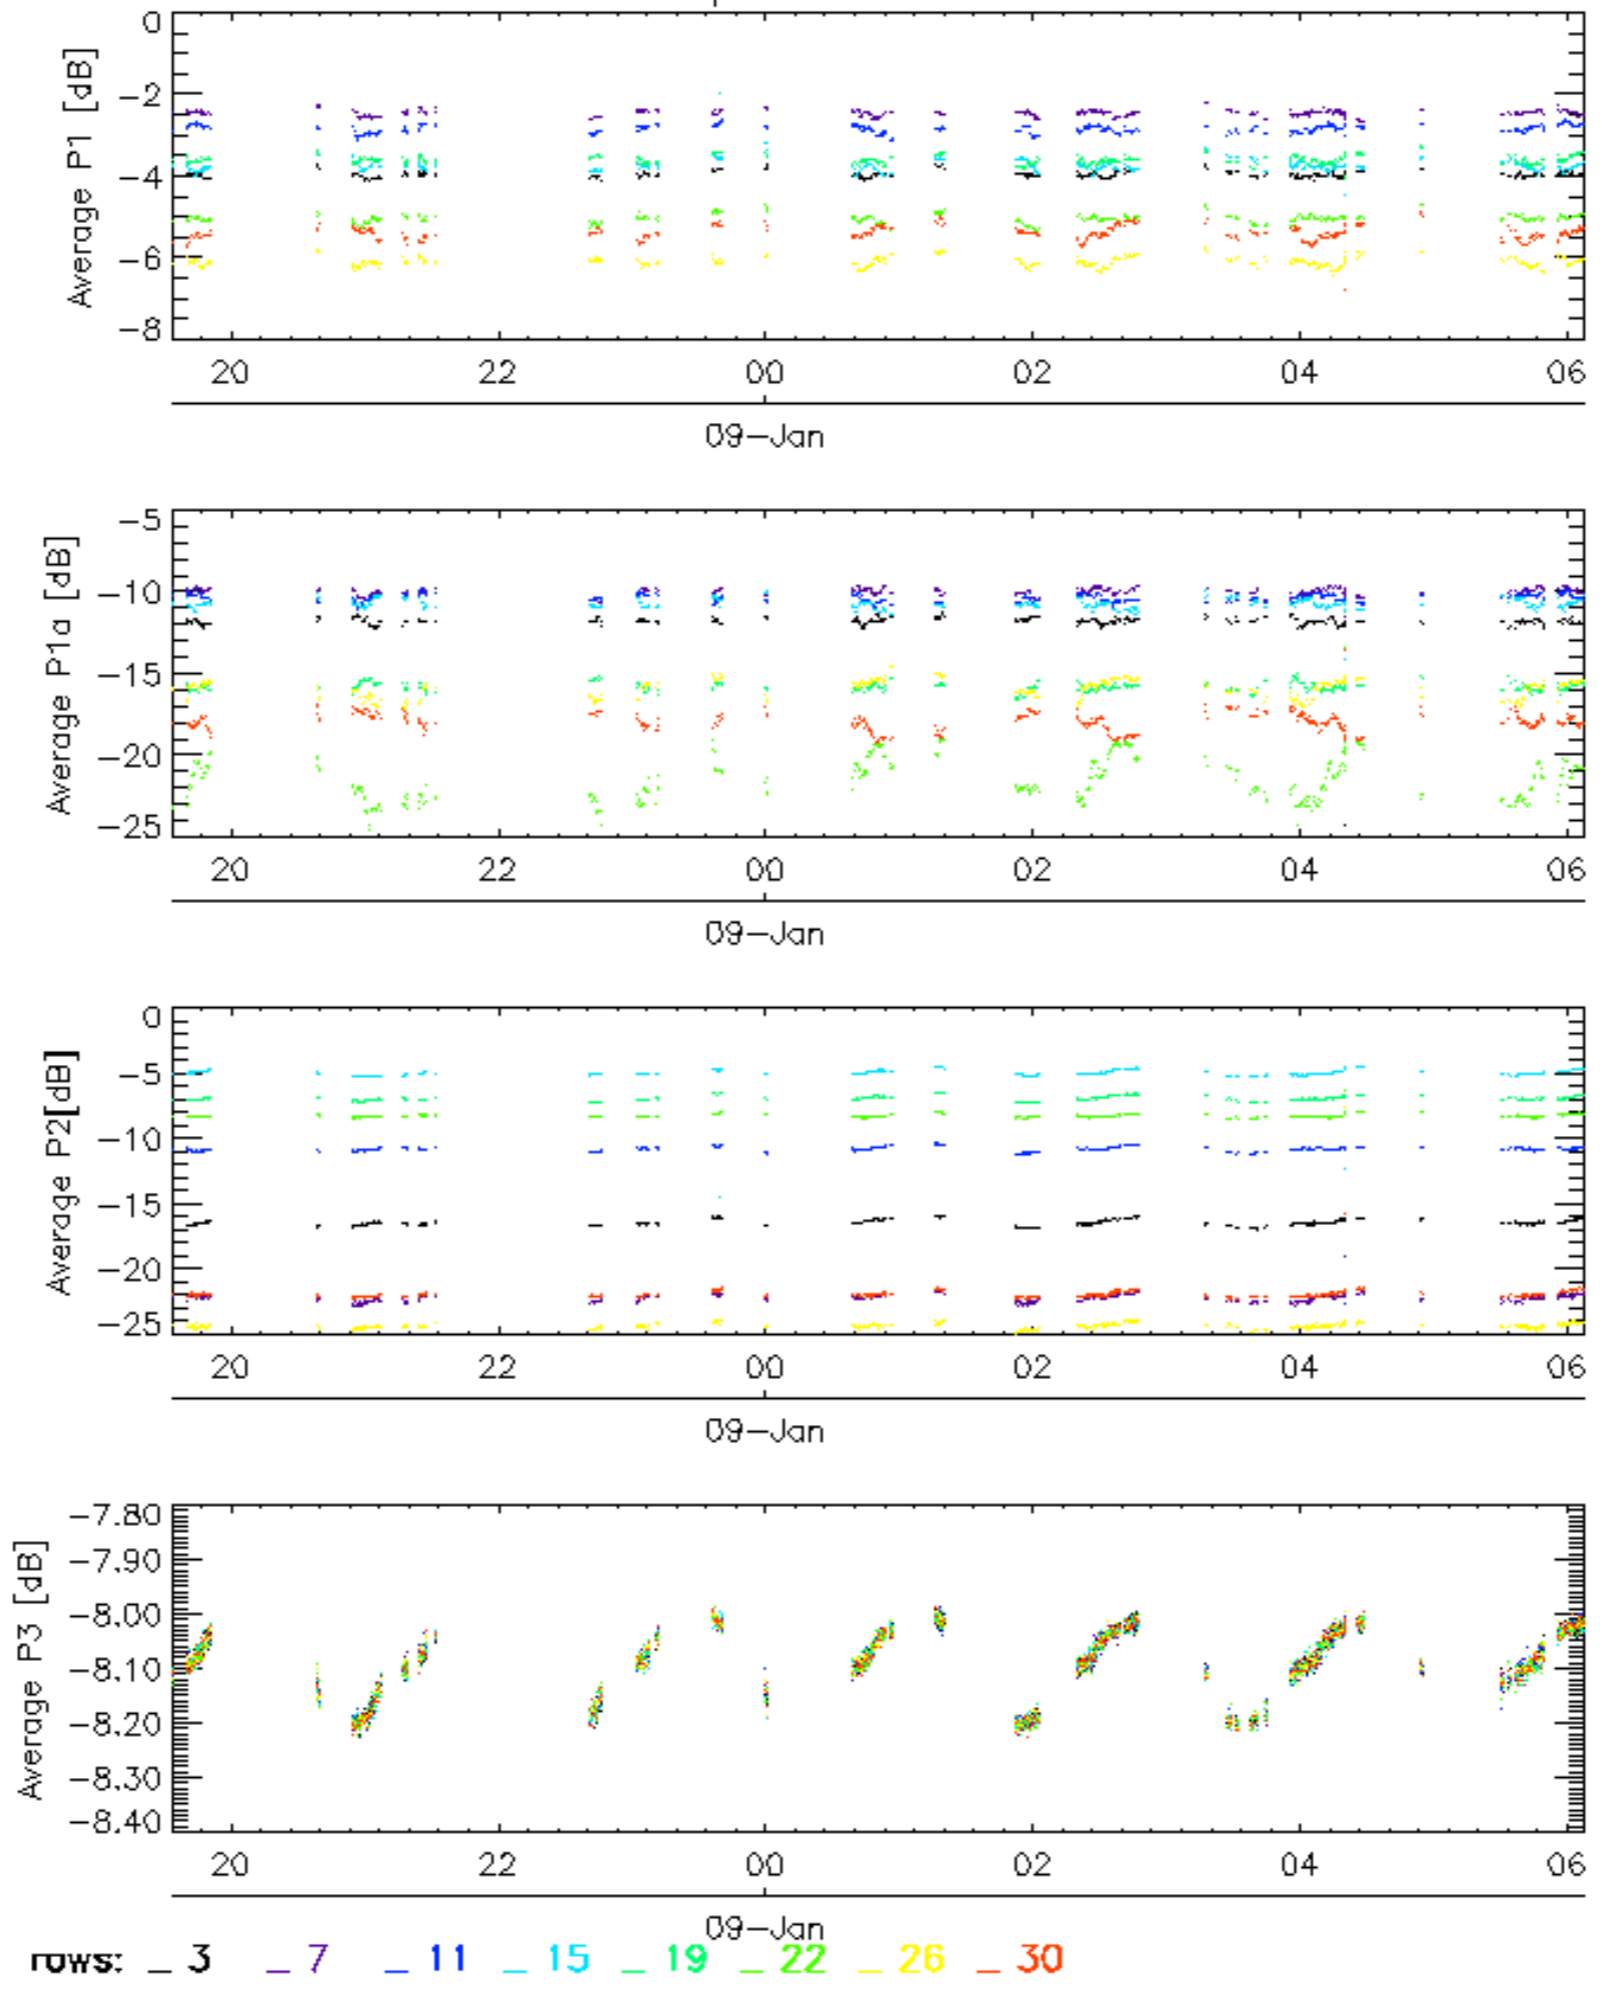 0
-2
-4
-6
-8
Average P1 [dB]
20 22 00 02 04 06
09-Jan
-5
-10
-15
-20
-25
Average P1a [dB]
20 22 00 02 04 06
09-Jan
0
-5
-10
-15
-20
-25
Average P2[dB]
20 22 00 02 04 06
09-Jan
-7.80
-7.90
-8.00
-8.10
-8.20
-8.30
-8.40
Average P3 [dB]
20 22 00 02 04 06
09-Jan
rows: _ 3 _ 7 _ 11 _ 15 _ 19 _ 22 _ 26 _ 30